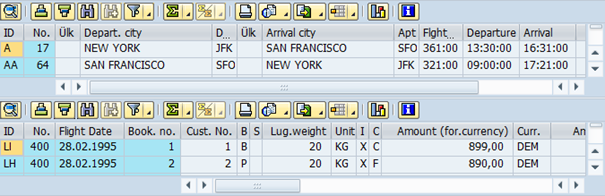 ID No. Ülk Depart. city D... Ülk Arrival city Apt Flght... Departure Arrival
A 17 NEW YORK JFK SAN FRANCISCO SFO 361:00 13:30:00 16:31:00
AA 64 SAN FRANCISCO SFO NEW YORK JFK 321:00 09:00:00 17:21:00
ID No. Flight Date Book. no. Cust. No. B S Lug.weight Unit I C Amount (for.currency) Curr. An
LI 400 28.02.1995 1 1 B 20 KG X C 899,00 DEM
LH 400 28.02.1995 2 2 P 20 KG X F 890,00 DEM